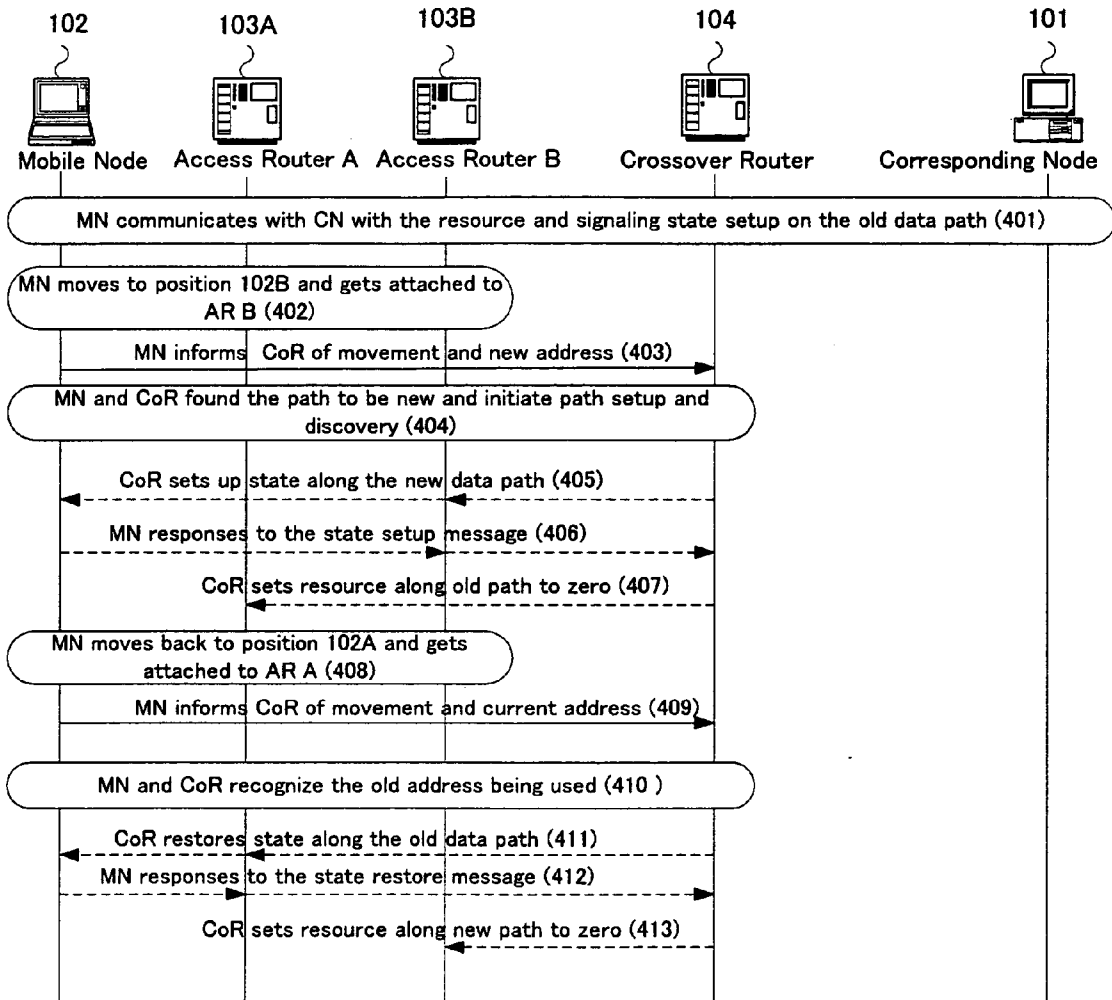 102 103A 103B 104 101
Mobile Node Access Router A Access Router B Crossover Router Corresponding Node
MN communicates with CN with the resource and signaling state setup on the old data path (401)
MN moves to position 102B and gets attached to
AR B (402)
MN informs CoR of movement and new address (403)
MN and CoR found the path to be new and initiate path setup and
discovery (404)
CoR sets up state along the new data path (405)
MN responses to the state setup message (406)
CoR sets resource along old path to zero (407)
MN moves back to position 102A and gets
attached to AR A (408)
MN informs CoR of movement and current address (409)
MN and CoR recognize the old address being used (410 )
CoR restores state along the old data path (411)
MN responses to the state restore message (412)
CoR sets resource along new path to zero (413)